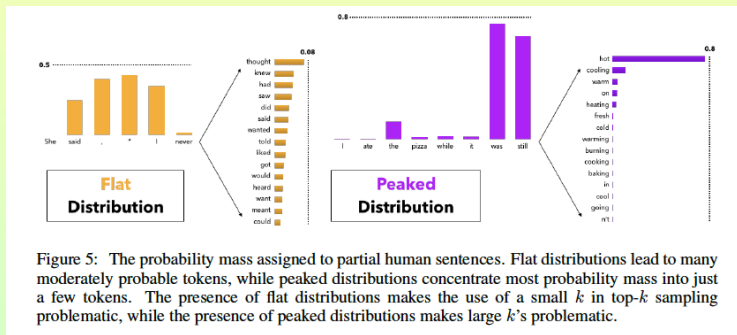 0.5
She said , " I never
0.08
thought
knew
had
saw
did
said
wanted
told
liked
got
would
heard
want
meant
could
Flat
Distribution
0.8
I ate the pizza while it was still
0.8
hot
cooling
warm
on
heating
fresh
cold
warming
burning
cooking
baking
in
cool
going
n't
Peaked
Distribution
Figure 5: The probability mass assigned to partial human sentences. Flat distributions lead to many
moderately probable tokens, while peaked distributions concentrate most probability mass into just
a few tokens. The presence of flat distributions makes the use of a small k in top-k sampling
problematic, while the presence of peaked distributions makes large k's problematic.